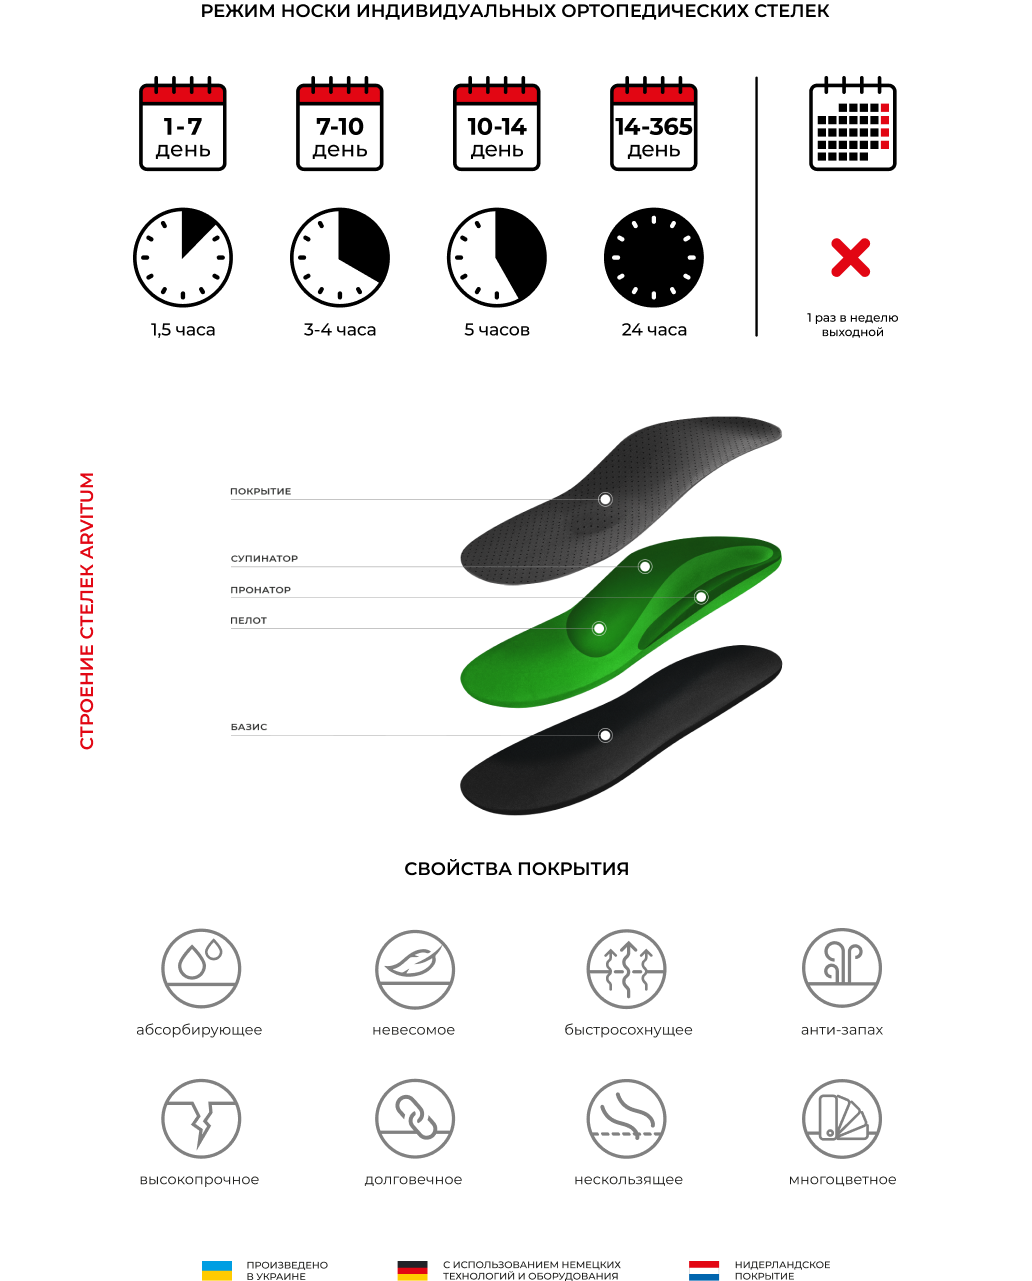 РЕЖИМ НОСКИ ИНДИВИДУАЛЬНЫХ ОРТОПЕДИЧЕСКИХ СТЕЛЕК
1-7
день
7-10
день
10-14
день
14-365
день
1,5 часа
3-4 часа
5 часов
24 часа
1 раз в неделю
выходной
СТРОЕНИЕ СТЕЛЕК ARVITUM
ПОКРЫТИЕ
СУПИНАТОР
ПРОНАТОР
ПЕЛОТ
БАЗИС
СВОЙСТВА ПОКРЫТИЯ
абсорбирующее
невесомое
быстросохнущее
анти-запах
высокопрочное
долговечное
нескользящее
многоцветное
ПРОИЗВЕДЕНО
В УКРАИНЕ
С ИСПОЛЬЗОВАНИЕМ НЕМЕЦКИХ
ТЕХНОЛОГИЙ И ОБОРУДОВАНИЯ
НИДЕРЛАНДСКОЕ
ПОКРЫТИЕ